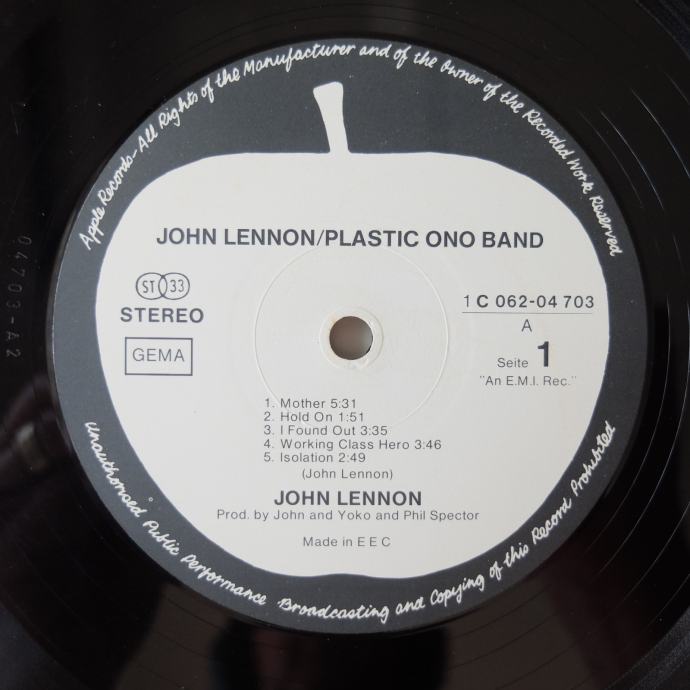 Apple Records-All Rights of the Manufacturer and of the Owner of the Recorded Work Reserved
JOHN LENNON/PLASTIC ONO BAND
ST 33
STEREO
GEMA
1 C 062-04 703
A
Seite 1
"An E.M.I. Rec."
1. Mother 5:31
2. Hold On 1:51
3. I Found Out 3:35
4. Working Class Hero 3:46
5. Isolation 2:49
(John Lennon)
JOHN LENNON
Prod. by John and Yoko and Phil Spector
Made in E E C
Unauthorised Public Performance Broadcasting and Copying of this Record Prohibited
04703-A2